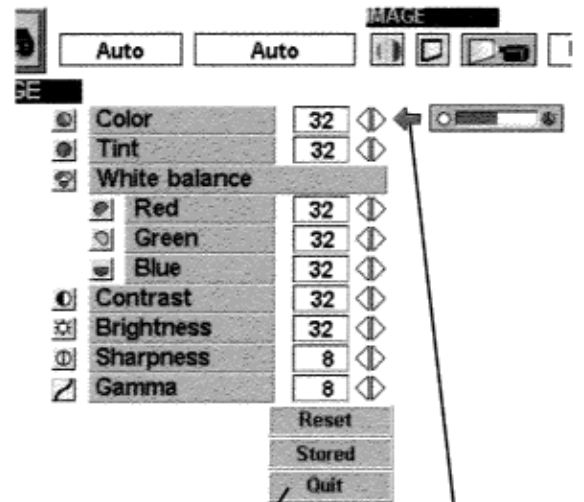 IMAGE
Auto Auto
GE
Color 32
Tint 32
White balance
Red 32
Green 32
Blue 32
Contrast 32
Brightness 32
Sharpness 8
Gamma 8
Reset
Stored
Quit